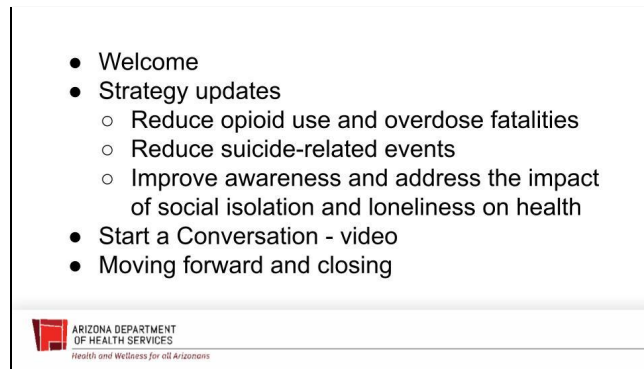 ● Welcome
● Strategy updates
○ Reduce opioid use and overdose fatalities
○ Reduce suicide-related events
○ Improve awareness and address the impact
of social isolation and loneliness on health
● Start a Conversation - video
● Moving forward and closing
ARIZONA DEPARTMENT
OF HEALTH SERVICES
Health and Wellness for all Arizonans